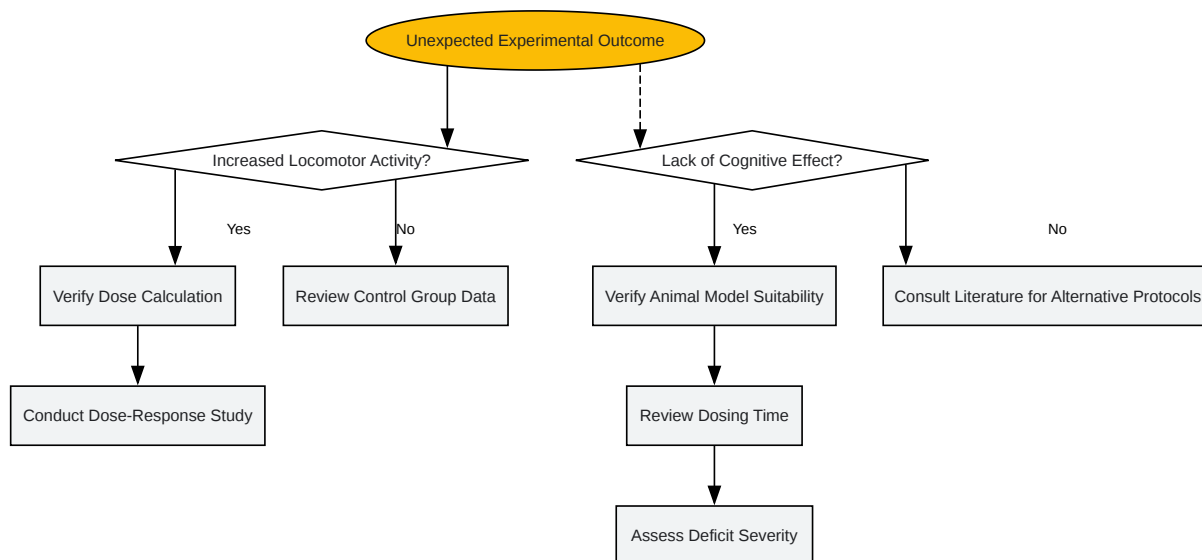 Unexpected Experimental Outcome
Increased Locomotor Activity?
Lack of Cognitive Effect?
Yes
No
Yes
No
Verify Dose Calculation
Review Control Group Data
Verify Animal Model Suitability
Consult Literature for Alternative Protocols
Conduct Dose-Response Study
Review Dosing Time
Assess Deficit Severity